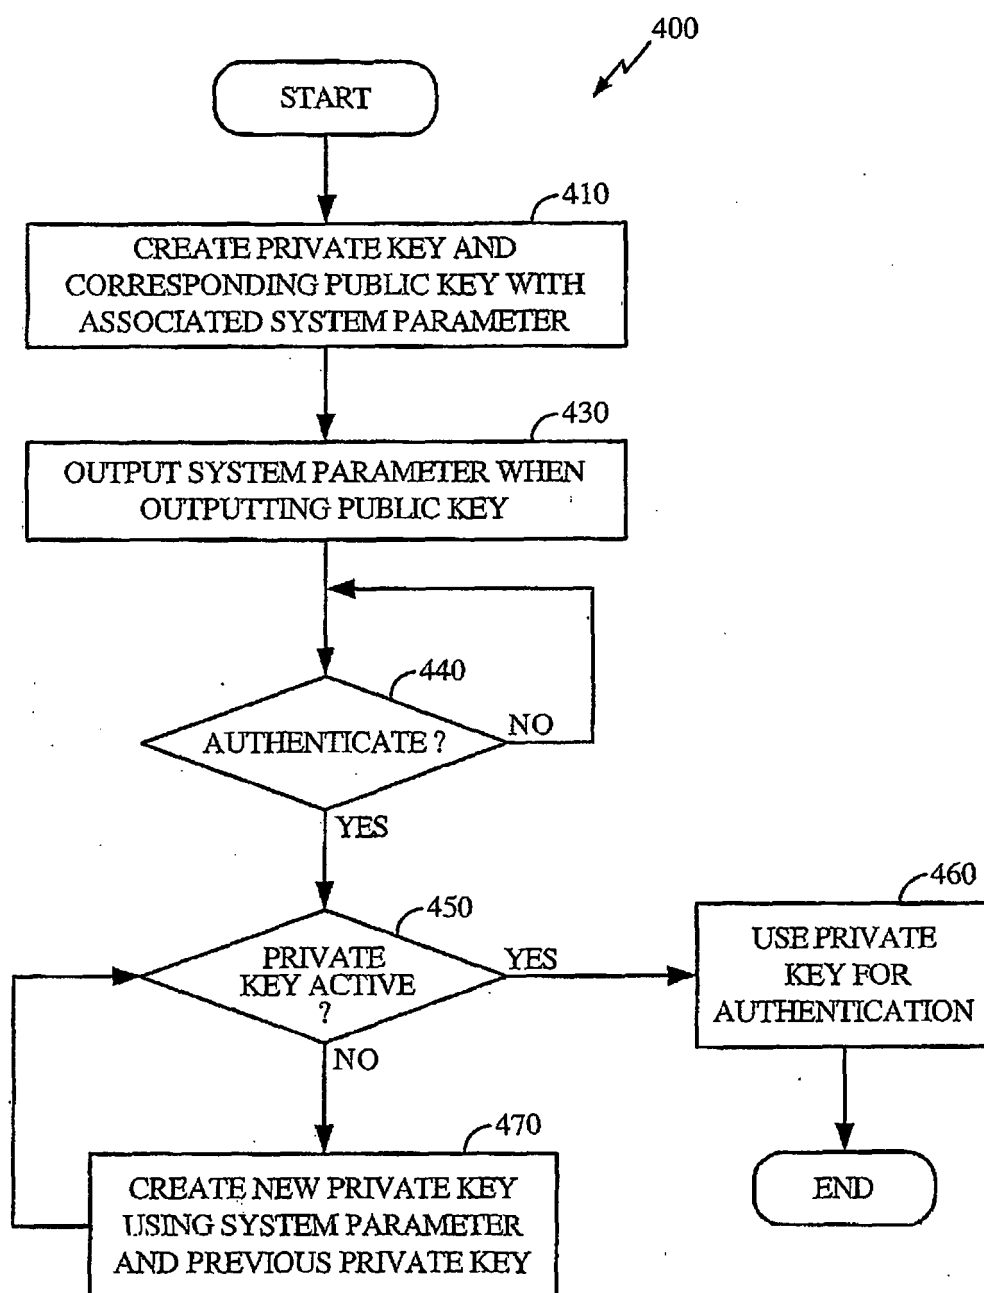 400
START
410
CREATE PRIVATE KEY AND
CORRESPONDING PUBLIC KEY WITH
ASSOCIATED SYSTEM PARAMETER
430
OUTPUT SYSTEM PARAMETER WHEN
OUTPUTTING PUBLIC KEY
440
AUTHENTICATE ?
NO
YES
450
PRIVATE
KEY ACTIVE
?
YES
NO
460
USE PRIVATE
KEY FOR
AUTHENTICATION
470
CREATE NEW PRIVATE KEY
USING SYSTEM PARAMETER
AND PREVIOUS PRIVATE KEY
END